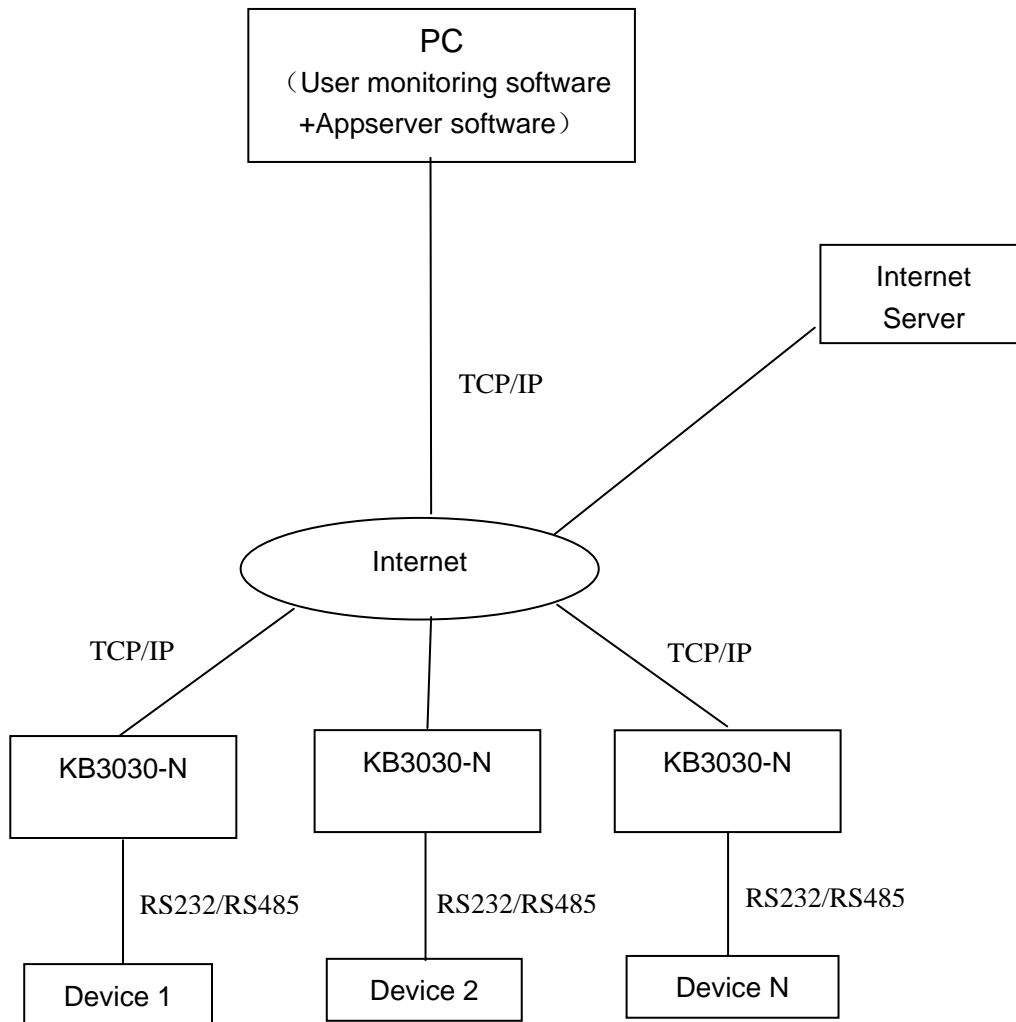 PC
（User monitoring software
+Appserver software）
Internet
Server
TCP/IP
Internet
TCP/IP
TCP/IP
KB3030-N
KB3030-N
KB3030-N
RS232/RS485
RS232/RS485
RS232/RS485
Device 1
Device 2
Device N